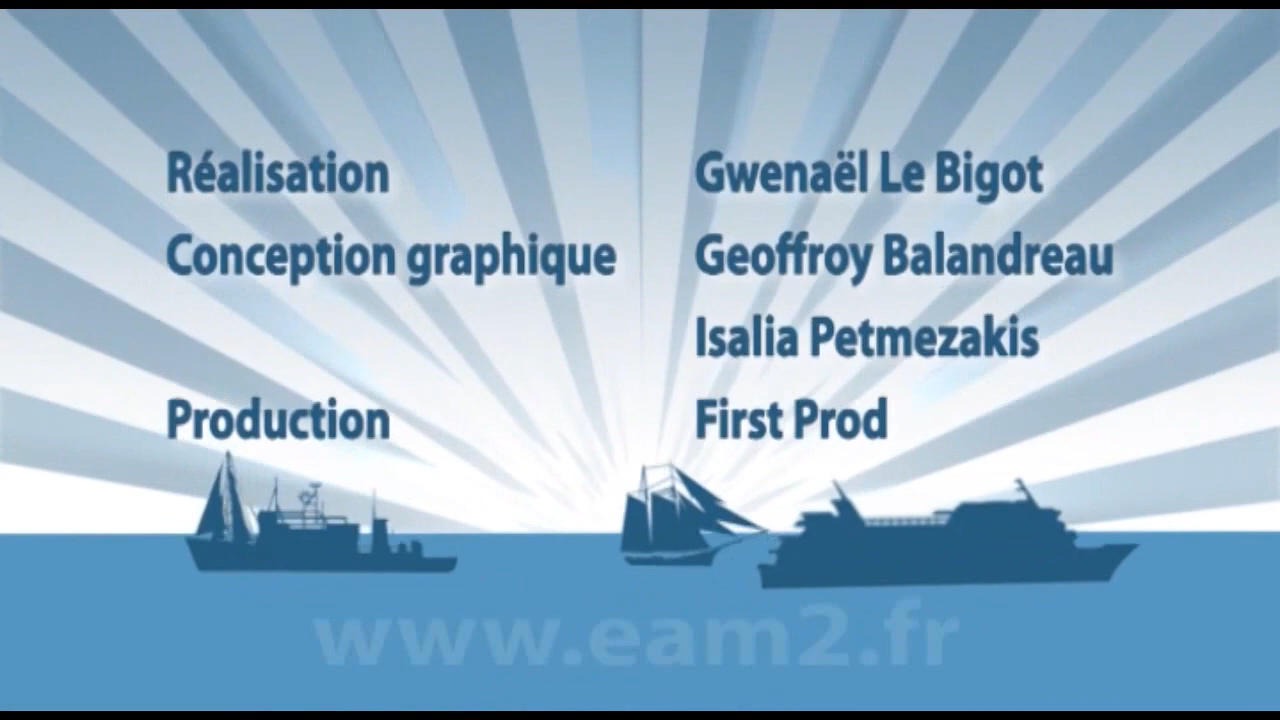 Réalisation Gwenaël Le Bigot
Conception graphique Geoffroy Balandreau
Isalia Petmezakis
Production First Prod
www.eam2.fr